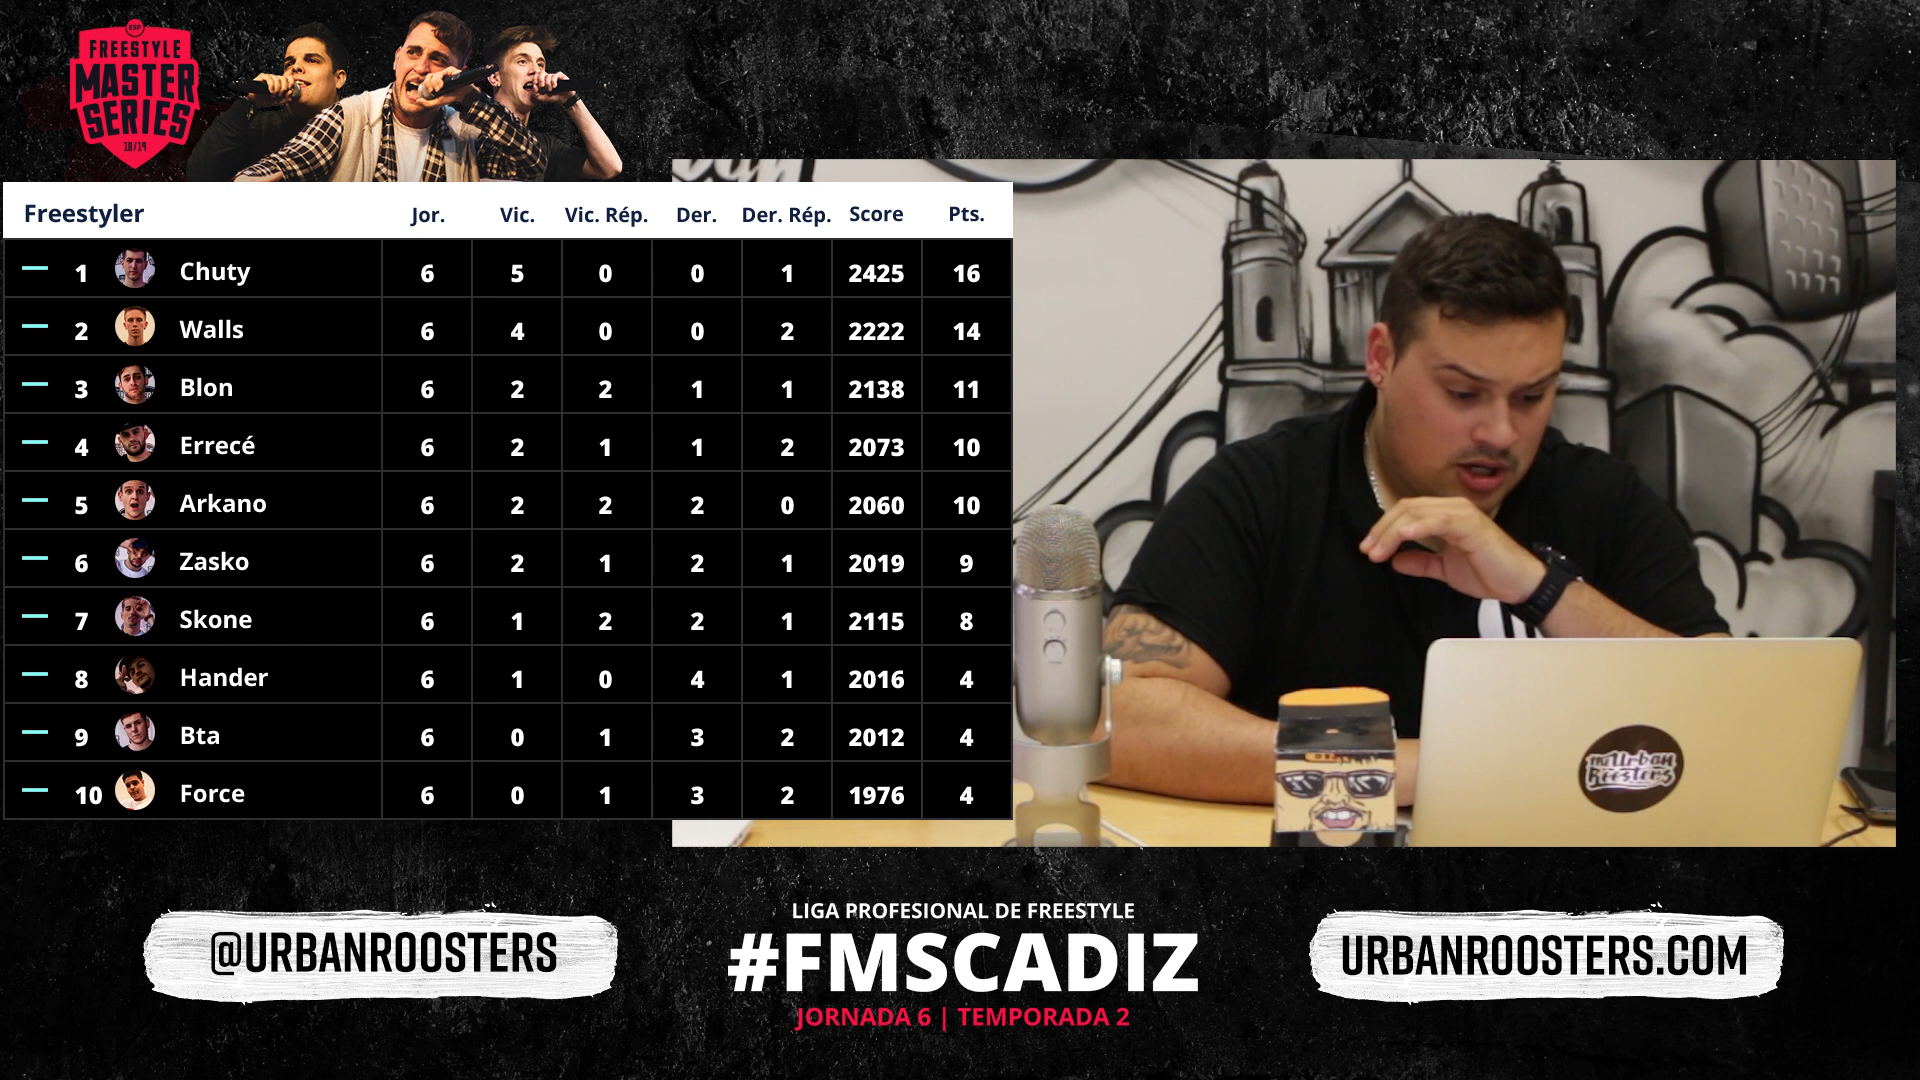 ESP
FREESTYLE
MASTER
SERIES
18/19
Freestyler Jor. Vic. Vic. Rép. Der. Der. Rép. Score Pts.
1 Chuty 6 5 0 0 1 2425 16
2 Walls 6 4 0 0 2 2222 14
3 Blon 6 2 2 1 1 2138 11
4 Errecé 6 2 1 1 2 2073 10
5 Arkano 6 2 2 2 0 2060 10
6 Zasko 6 2 1 2 1 2019 9
7 Skone 6 1 2 2 1 2115 8
8 Hander 6 1 0 4 1 2016 4
9 Bta 6 0 1 3 2 2012 4
10 Force 6 0 1 3 2 1976 4
Urban
Roosters
@URBANROOSTERS
LIGA PROFESIONAL DE FREESTYLE
#FMSCADIZ
JORNADA 6 | TEMPORADA 2
URBANROOSTERS.COM